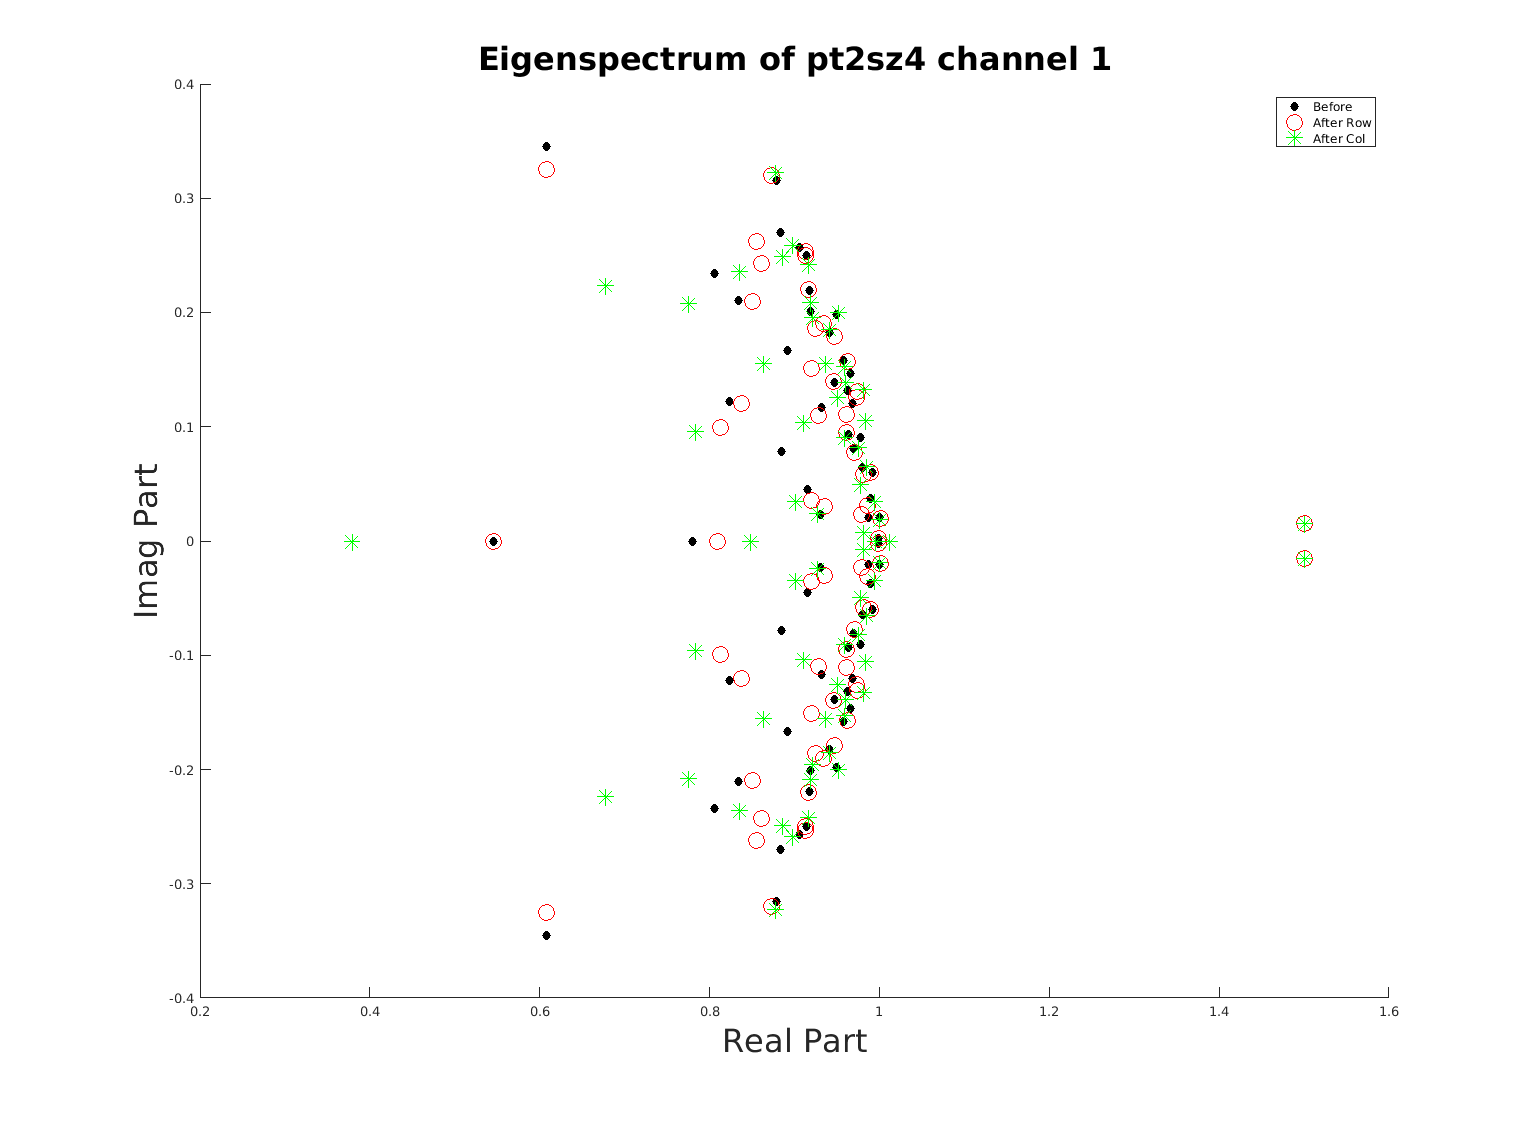 Eigenspectrum of pt2sz4 channel 1
Before
After Row
After Col
0.4
0.3
0.2
0.1
0
-0.1
-0.2
-0.3
-0.4
Imag Part
0.2 0.4 0.6 0.8 1 1.2 1.4 1.6
Real Part